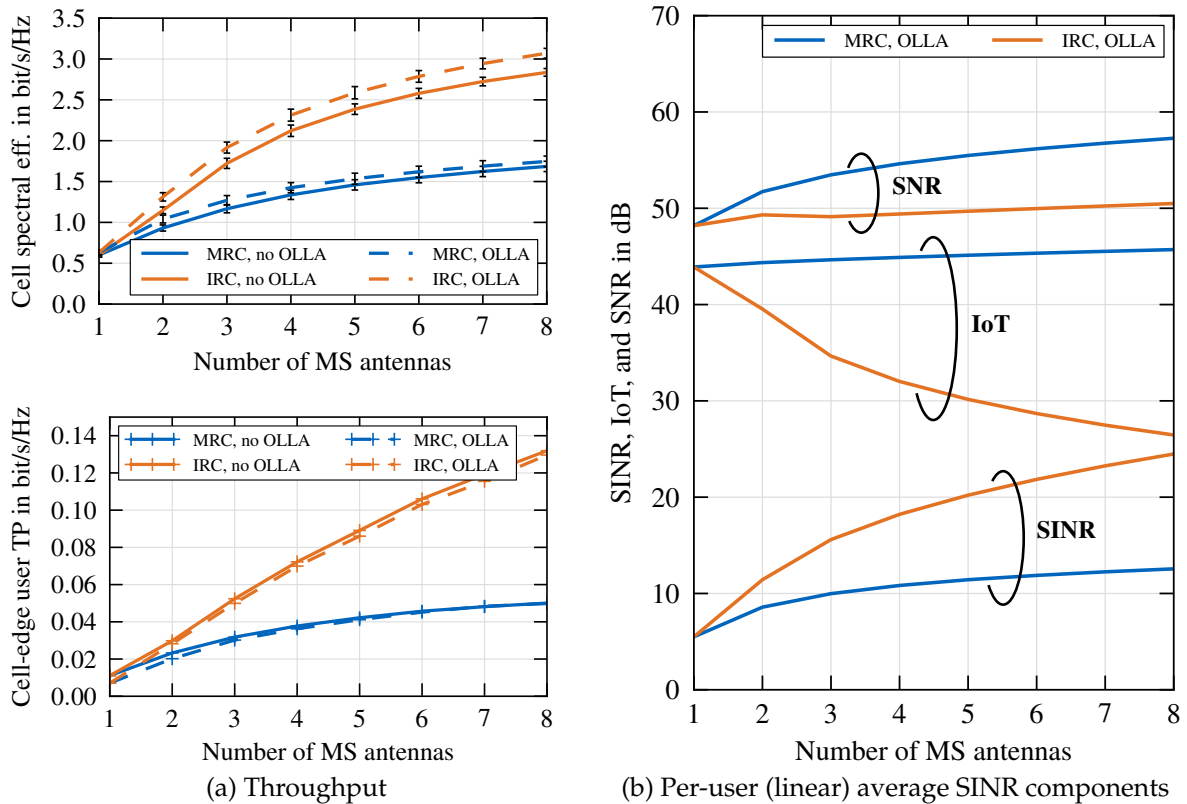 Cell spectral eff. in bit/s/Hz
3.5
3.0
2.5
2.0
1.5
1.0
0.5
0.0
MRC, no OLLA
MRC, OLLA
IRC, no OLLA
IRC, OLLA
1 2 3 4 5 6 7 8
Number of MS antennas
Cell-edge user TP in bit/s/Hz
0.14
0.12
0.10
0.08
0.06
0.04
0.02
0.00
MRC, no OLLA
MRC, OLLA
IRC, no OLLA
IRC, OLLA
1 2 3 4 5 6 7 8
Number of MS antennas
(a) Throughput
SINR, IoT, and SNR in dB
70
60
50
40
30
20
10
0
MRC, OLLA
IRC, OLLA
SNR
IoT
SINR
1 2 3 4 5 6 7 8
Number of MS antennas
(b) Per-user (linear) average SINR components